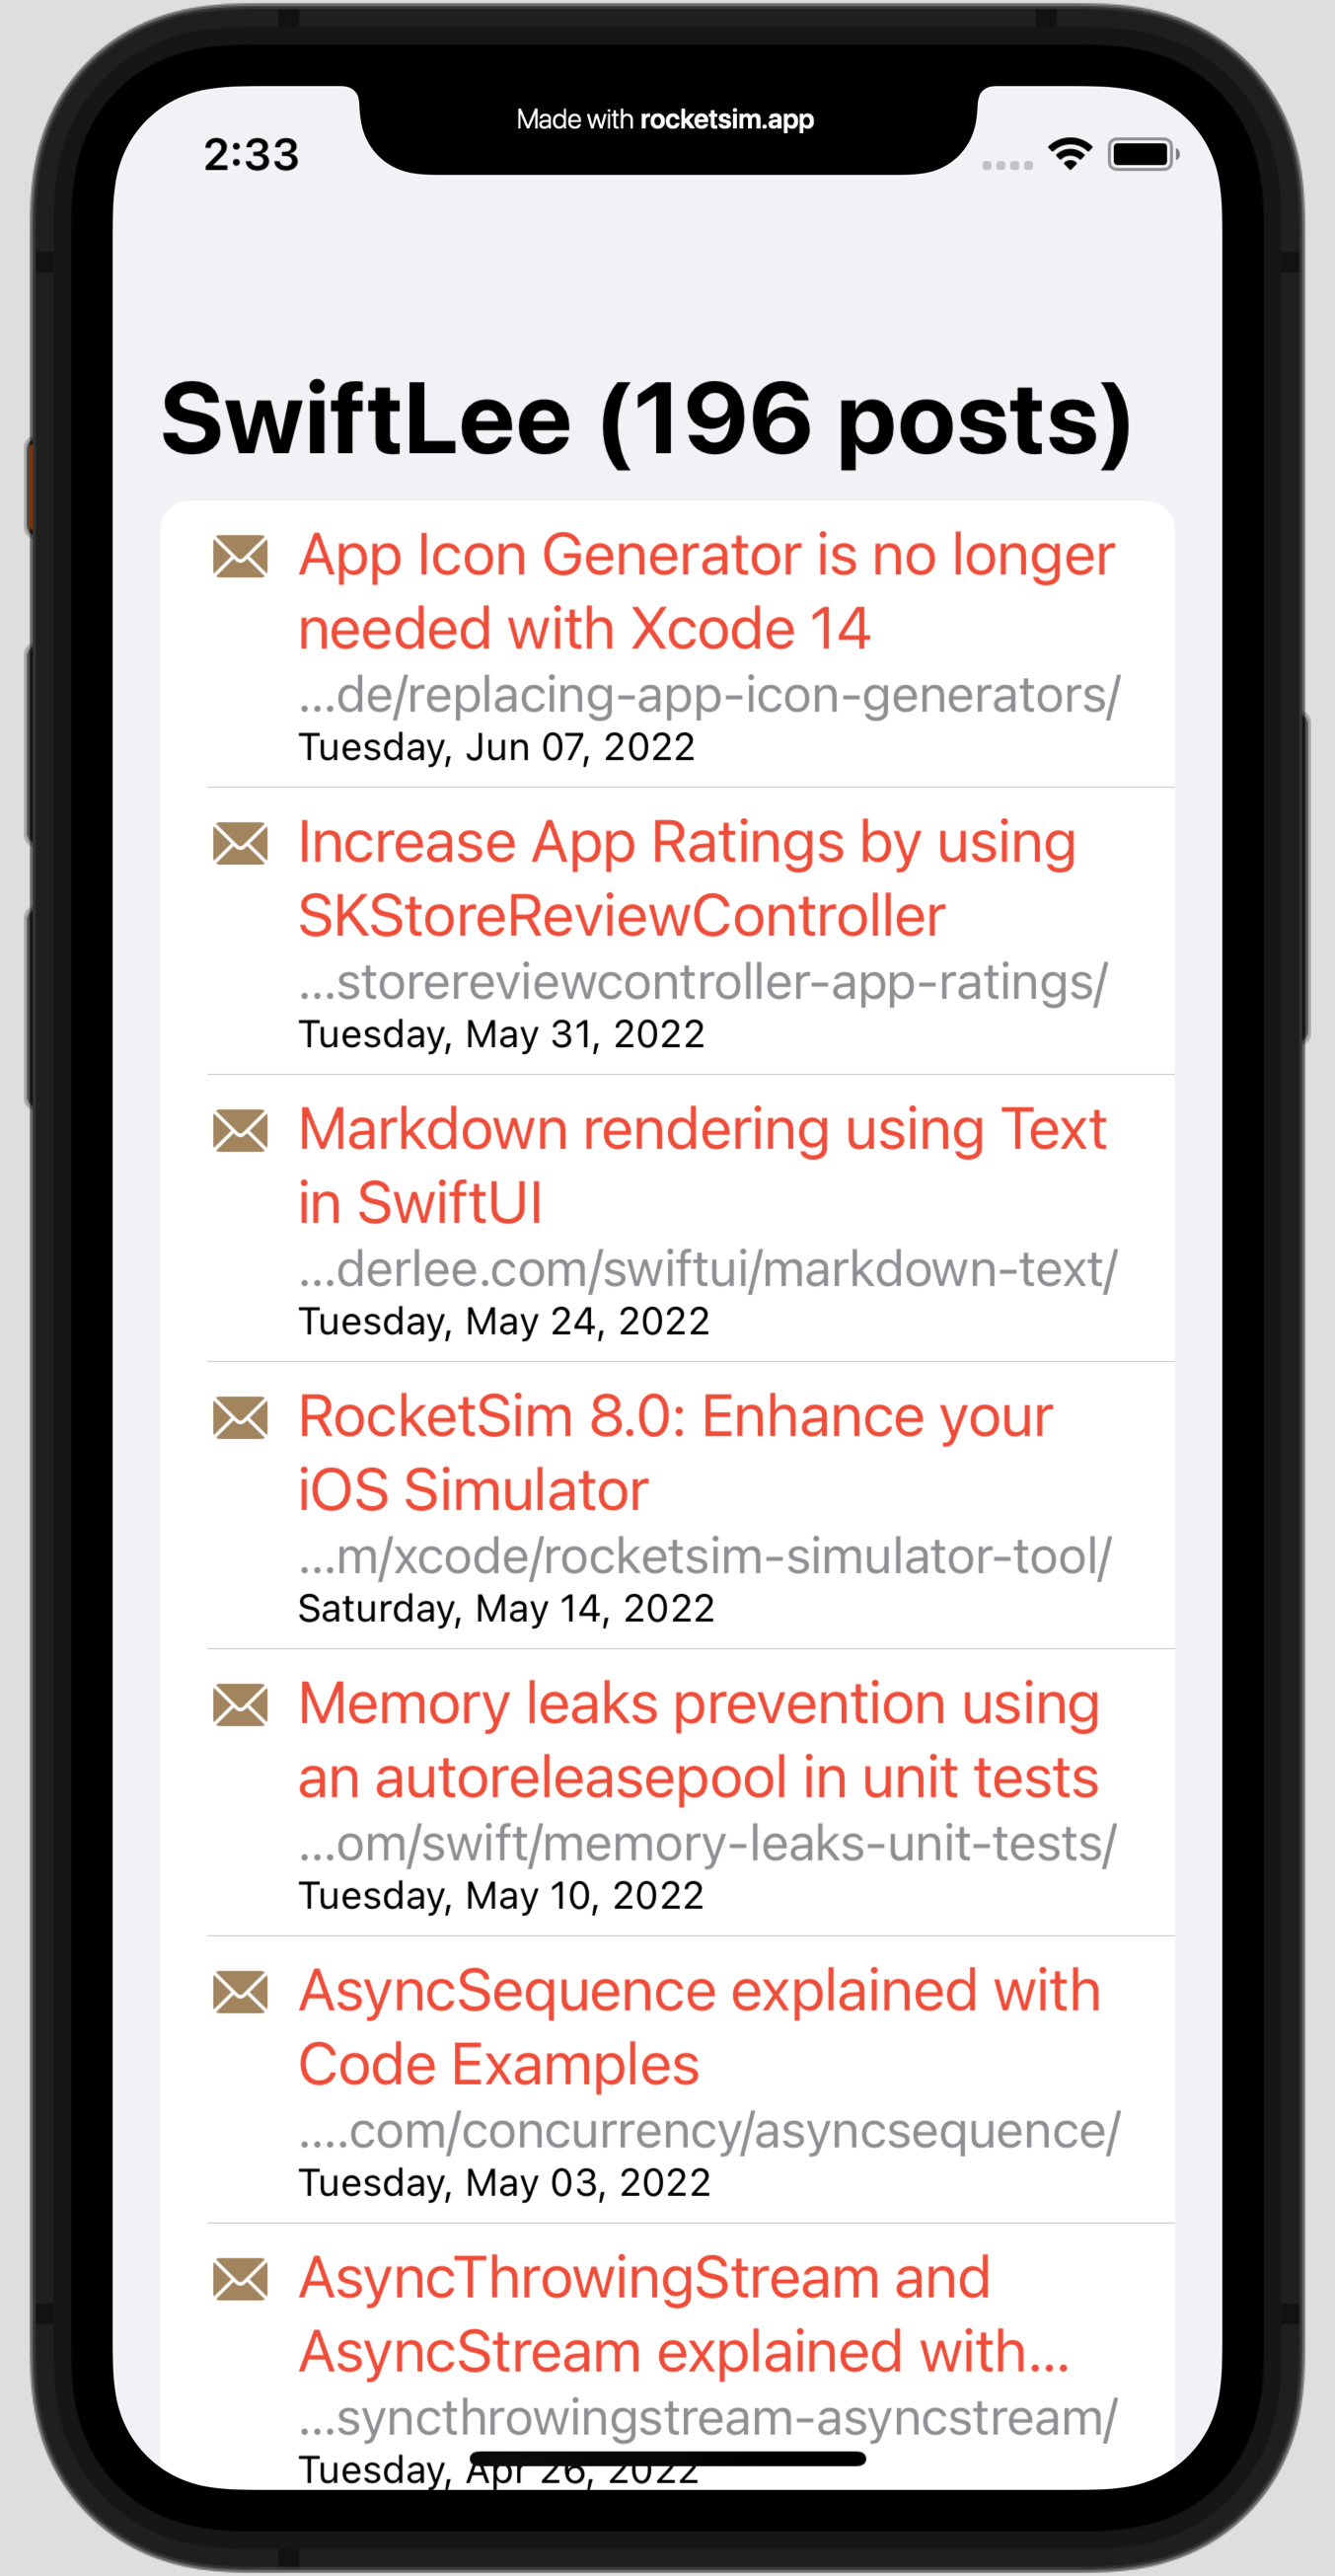 Made with rocketsim.app
2:33
SwiftLee (196 posts)
App Icon Generator is no longer
needed with Xcode 14
...de/replacing-app-icon-generators/
Tuesday, Jun 07, 2022
Increase App Ratings by using
SKStoreReviewController
...storereviewcontroller-app-ratings/
Tuesday, May 31, 2022
Markdown rendering using Text
in SwiftUI
...derlee.com/swiftui/markdown-text/
Tuesday, May 24, 2022
RocketSim 8.0: Enhance your
iOS Simulator
...m/xcode/rocketsim-simulator-tool/
Saturday, May 14, 2022
Memory leaks prevention using
an autoreleasepool in unit tests
...om/swift/memory-leaks-unit-tests/
Tuesday, May 10, 2022
AsyncSequence explained with
Code Examples
....com/concurrency/asyncsequence/
Tuesday, May 03, 2022
AsyncThrowingStream and
AsyncStream explained with...
...syncthrowingstream-asyncstream/
Tuesday, Apr 26, 2022